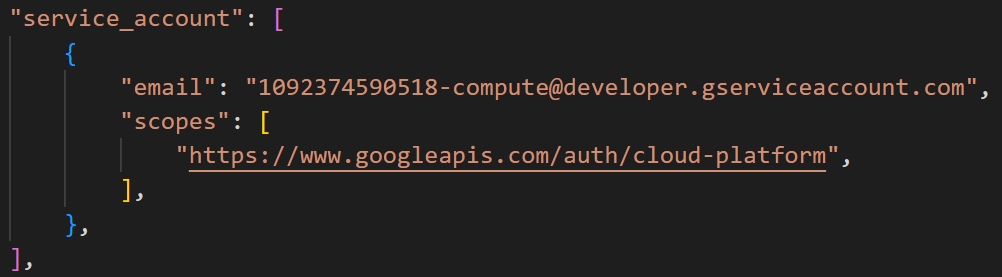 "service_account": [
{
"email": "1092374590518-compute@developer.gserviceaccount.com",
"scopes": [
"https://www.googleapis.com/auth/cloud-platform",
],
},
],